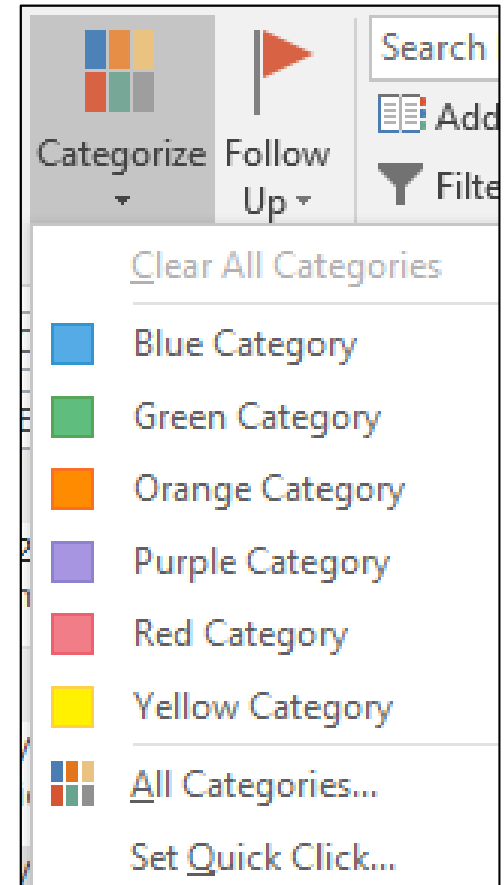 Search
Add
Categorize
Follow
Up
Filte
Clear All Categories
Blue Category
Green Category
Orange Category
Purple Category
Red Category
Yellow Category
All Categories...
Set Quick Click...